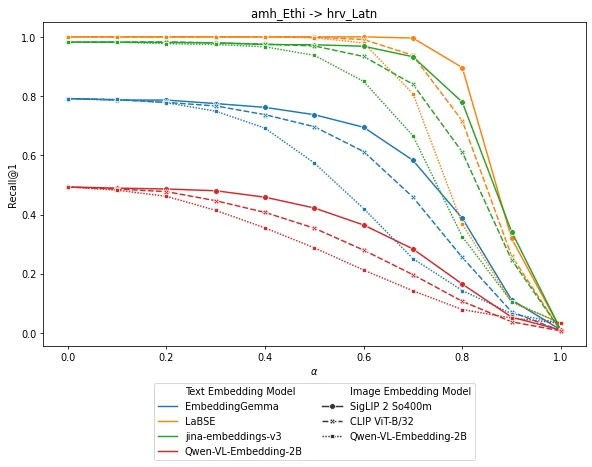 amh_Ethi -> hrv_Latn
Recall@1
1.0
0.8
0.6
0.4
0.2
0.0
0.0 0.2 0.4 0.6 0.8 1.0
α
Text Embedding Model
EmbeddingGemma
LaBSE
jina-embeddings-v3
Qwen-VL-Embedding-2B
Image Embedding Model
SigLIP 2 So400m
CLIP ViT-B/32
Qwen-VL-Embedding-2B